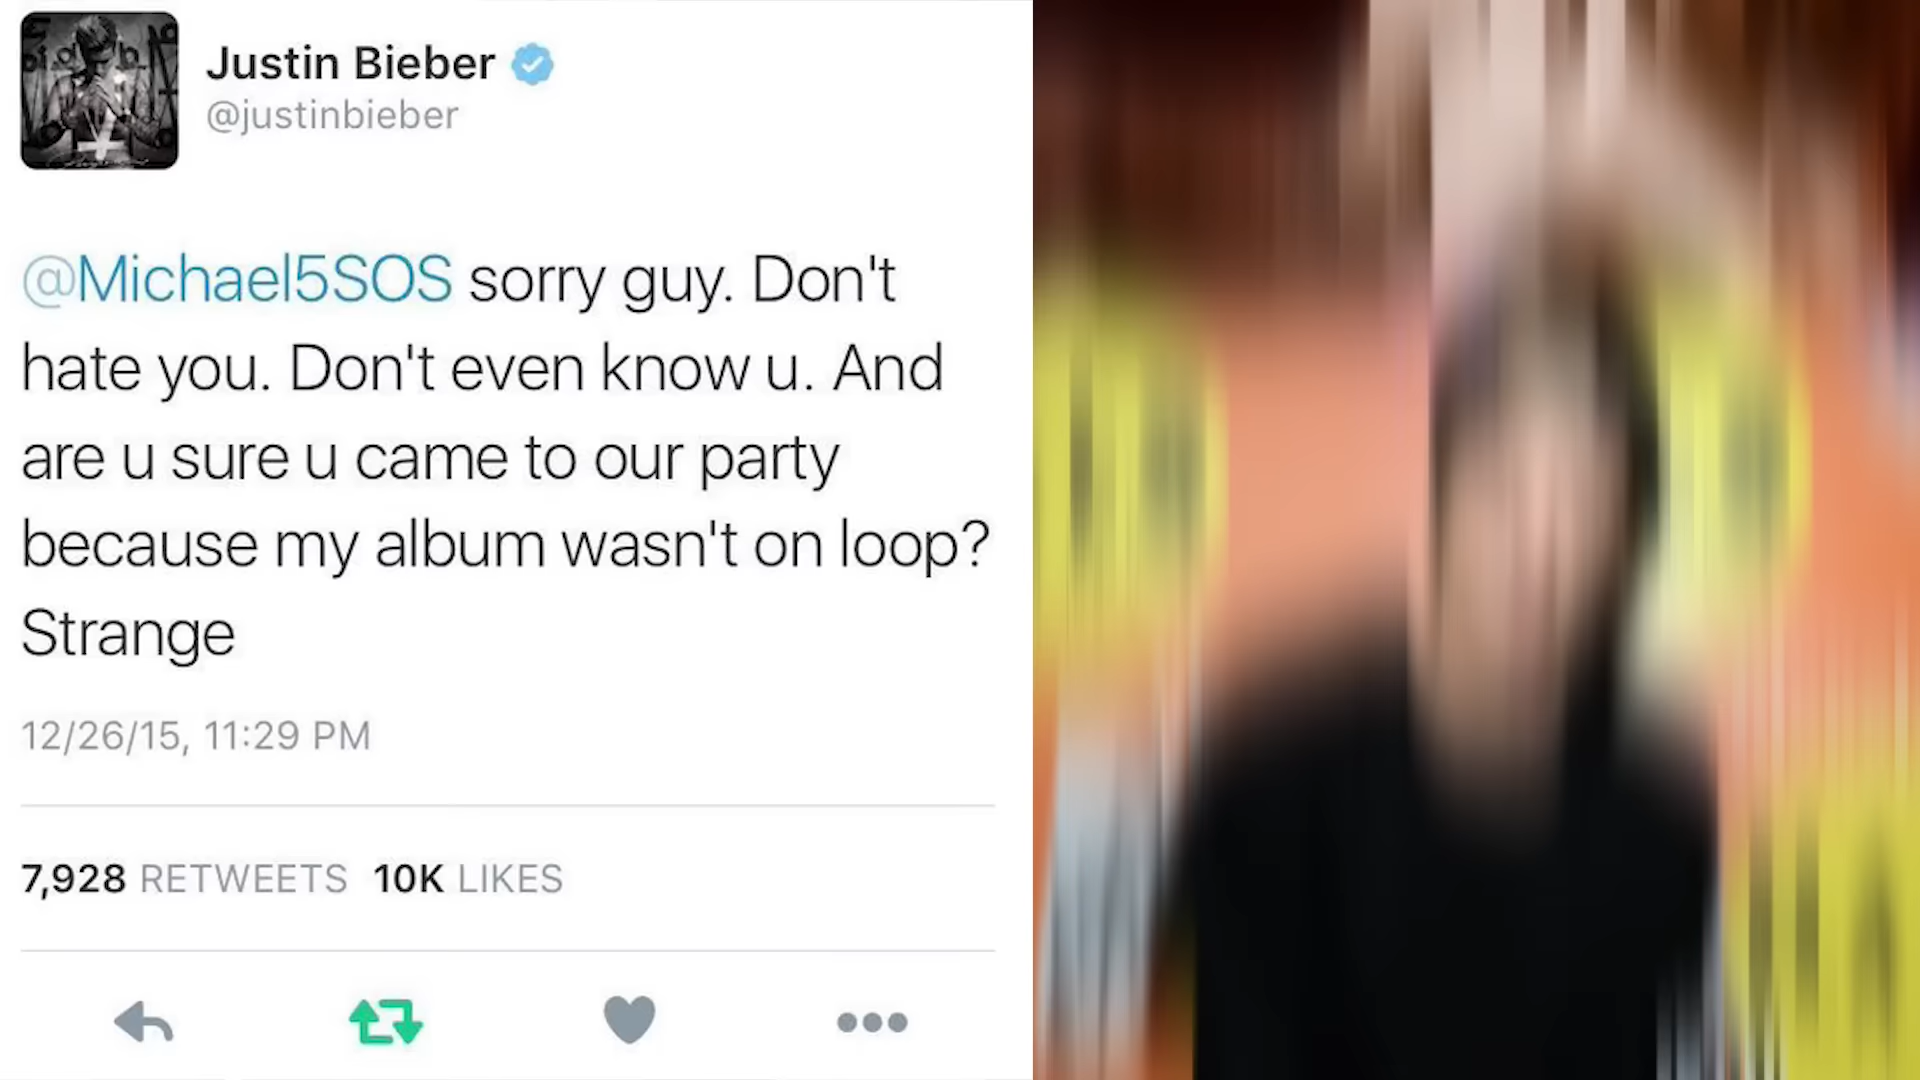 Justin Bieber
@justinbieber
@Michael5SOS sorry guy. Don't
hate you. Don't even know u. And
are u sure u came to our party
because my album wasn't on loop?
Strange
12/26/15, 11:29 PM
7,928 RETWEETS 10K LIKES